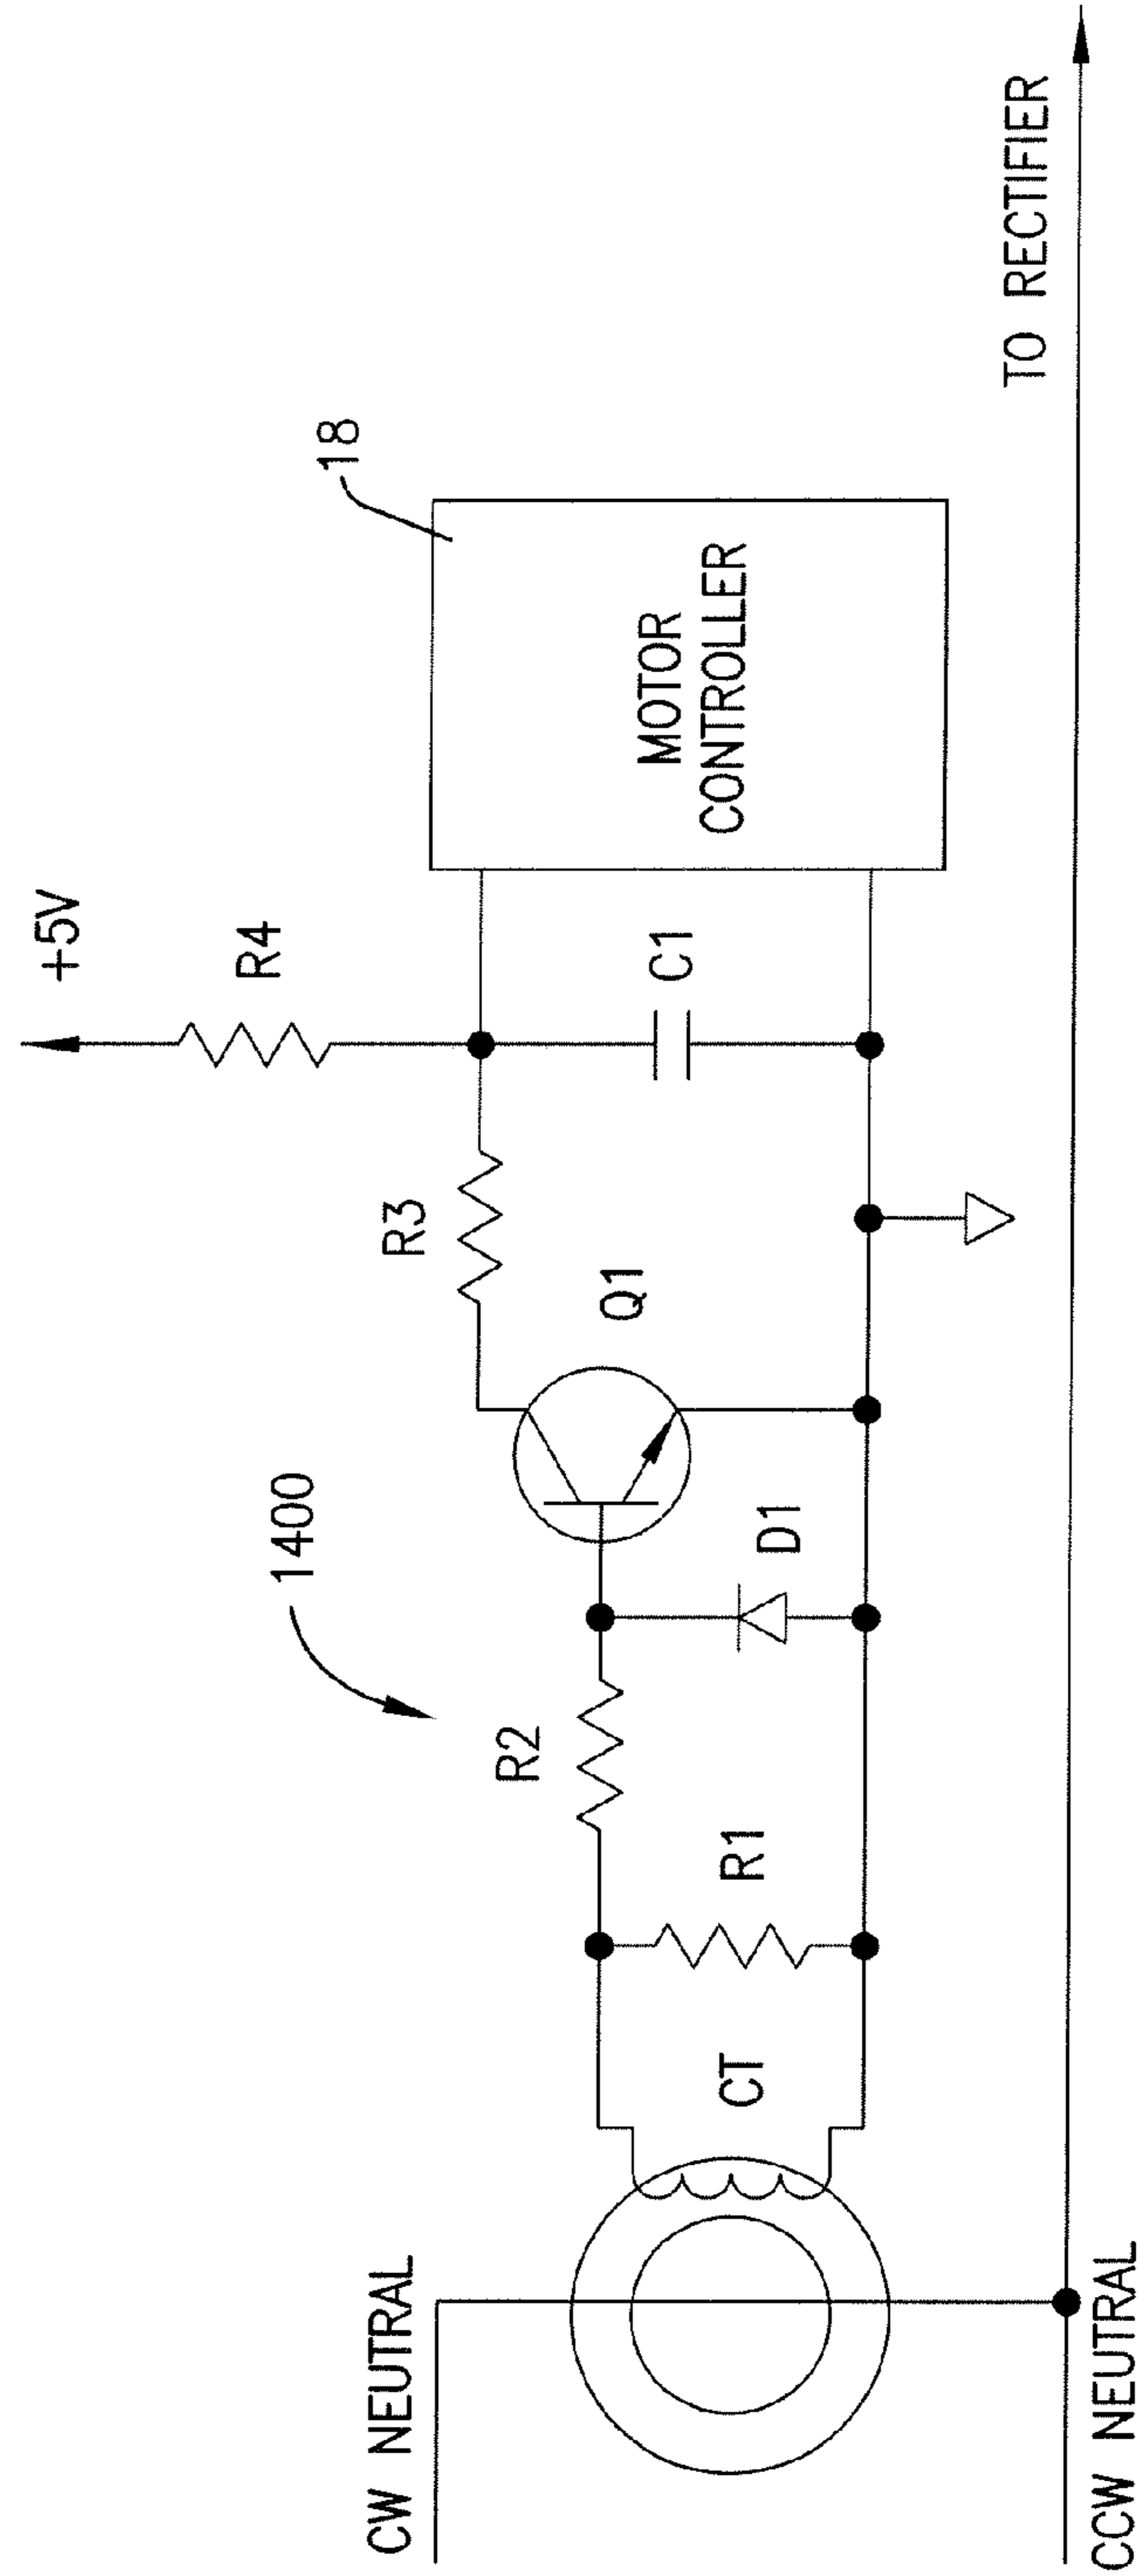 +5V
R4
18
1400
R3
C1
MOTOR
CONTROLLER
Q1
R2
D1
R1
CT
CW NEUTRAL
CCW NEUTRAL
TO RECTIFIER